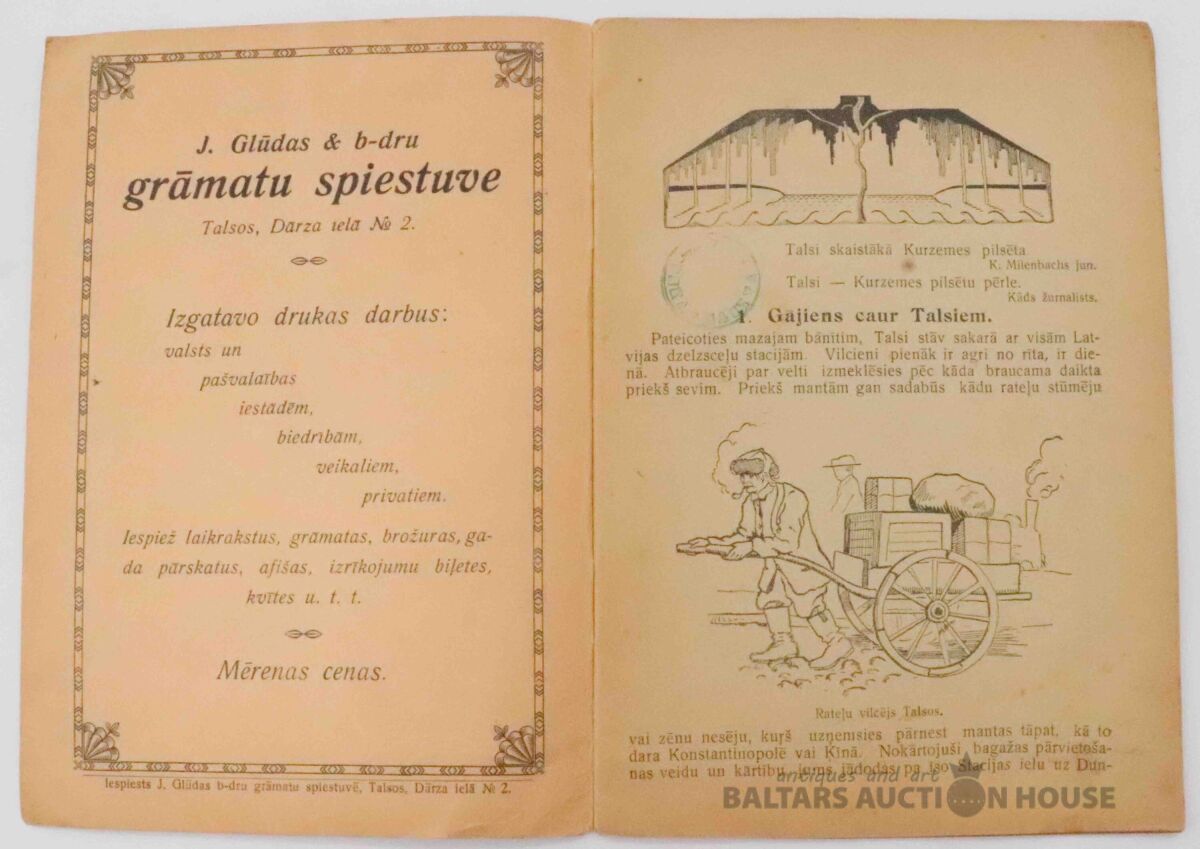 J. Glūdas & b-dru
grāmatu spiestuve
Talsos, Dārza ielā № 2.
Izgatavo drukas darbus:
valsts un
pašvalaības
iestādēm,
biedrībām,
veikaliem,
privatiem.
Iespiež laikrakstus, grāmatas, brožuras, ga-
da pārskatus, afišas, izrīkojumu biļetes,
kvītes u. t. t.
Mērenas cenas.
Iespiests J. Glūdas b-dru grāmatu spiestuvē, Talsos, Dārza ielā № 2.
Talsi skaistākā Kurzemes pilsēta.
K. Mīlenbachs jun.
Talsi — Kurzemes pilsētu pērle.
Kāds žurnalists.
1. Gājiens caur Talsiem.
Pateicoties mazajam bānītim, Talsi stāv sakarā ar visām Lat-
vijas dzelzsceļu stacijām. Vilcieni pienāk ir agri no rīta, ir die-
nā. Atbraucēji par velti izmeklēsies pēc kāda braucama daikta
priekš sevim. Priekš mantām gan sadabūs kādu rateļu stūmēju
Rateļu vilcējs Talsos.
vai zēnu nesēju, kuŗš uzņemsies pārnest mantas tāpat, kā to
dara Konstantinopolē vai Ķīnā. Nokārtojuši bagažas pārvietoša-
nas veidu un kārtību, jums jādodas pa īso Stacijas ielu uz Dun-
antiques and art
BALTARS AUCTION HOUSE